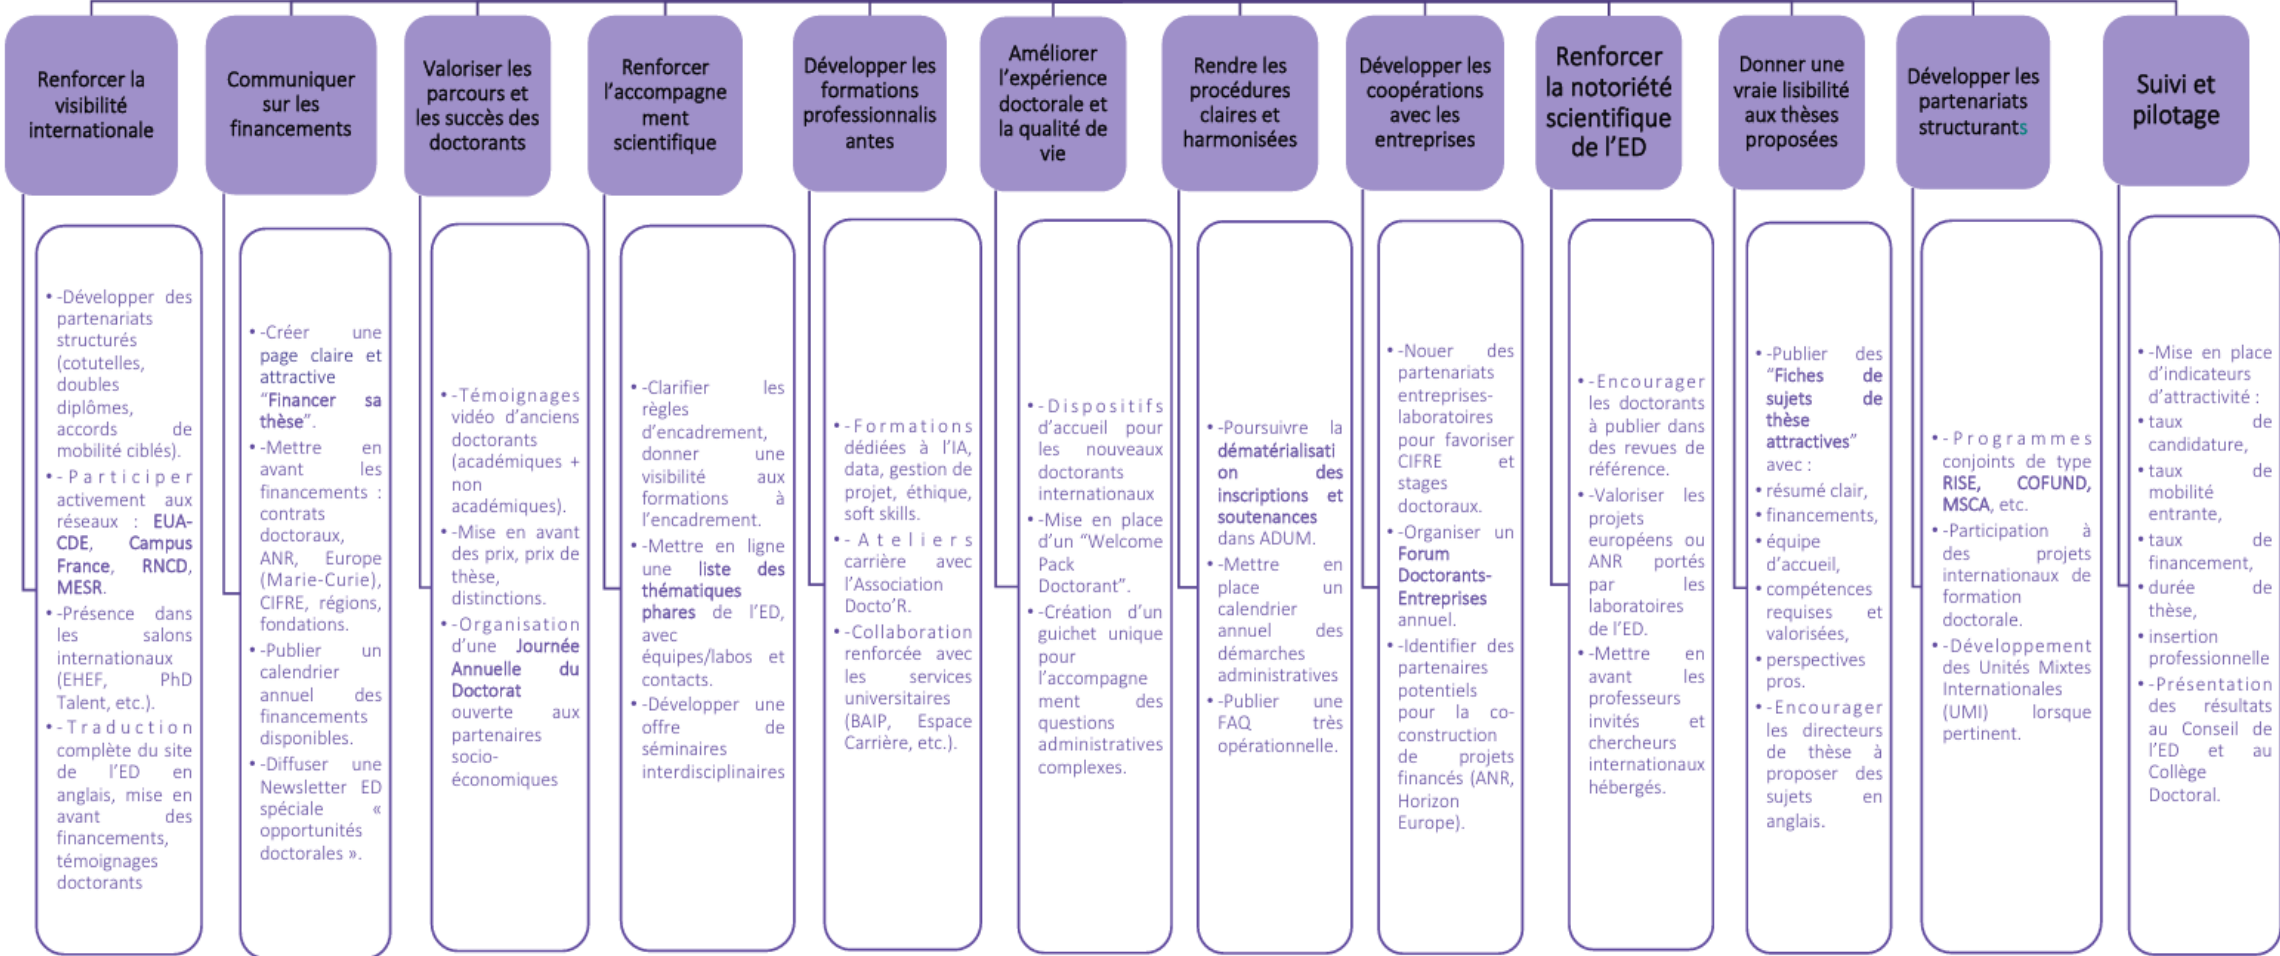 Renforcer la
visibilité
internationale
• -Développer des
partenariats
structurés
(cotutelles,
doubles
diplômes,
accords de
mobilité ciblés).
• -Participer
activement aux
réseaux : EUA-
CDE, Campus
France, RNCD,
MESR.
• -Présence dans
les salons
internationaux
(EHEF, PhD
Talent, etc.).
• -Traduction
complète du site
de l'ED en
anglais, mise en
avant des
financements,
témoignages
doctorants
Communiquer
sur les
financements
• -Créer une
page claire et
attractive
“Financer sa
thèse”.
• -Mettre en
avant les
financements :
contrats
doctoraux,
ANR, Europe
(Marie-Curie),
CIFRE, régions,
fondations.
• -Publier un
calendrier
annuel des
financements
disponibles.
• -Diffuser une
Newsletter ED
spéciale «
opportunités
doctorales ».
Valoriser les
parcours et
les succès des
doctorants
• -Témoignages
vidéo d'anciens
doctorants
(académiques +
non
académiques).
• -Mise en avant
des prix, prix de
thèse,
distinctions.
• -Organisation
d'une Journée
Annuelle du
Doctorat
ouverte aux
partenaires
socio-
économiques
Renforcer
l'accompagne
ment
scientifique
• -Clarifier les
règles
d'encadrement,
donner une
visibilité aux
formations à
l'encadrement.
• -Mettre en ligne
une liste des
thématiques
phares de l'ED,
avec
équipes/labos et
contacts.
• -Développer une
offre de
séminaires
interdisciplinaires
Développer les
formations
professionnalis
antes
• -Formations
dédiées à l'IA,
data, gestion de
projet, éthique,
soft skills.
• -Ateliers
carrière avec
l'Association
Docto'R.
• -Collaboration
renforcée avec
les services
universitaires
(BAIP, Espace
Carrière, etc.).
Améliorer
l'expérience
doctorale et
la qualité de
vie
• -Dispositifs
d'accueil pour
les nouveaux
doctorants
internationaux
• -Mise en place
d'un “Welcome
Pack
Doctorant”.
• -Création d'un
guichet unique
pour
l'accompagne
ment des
questions
administratives
complexes.
Rendre les
procédures
claires et
harmonisées
• -Poursuivre la
dématérialisati
on des
inscriptions et
soutenances
dans ADUM.
• -Mettre en
place un
calendrier
annuel des
démarches
administratives
• -Publier une
FAQ très
opérationnelle.
Développer les
coopérations
avec les
entreprises
• -Nouer des
partenariats
entreprises-
laboratoires
pour favoriser
CIFRE et
stages
doctoraux.
• -Organiser un
Forum
Doctorants-
Entreprises
annuel.
• -Identifier des
partenaires
potentiels
pour la co-
construction
de projets
financés (ANR,
Horizon
Europe).
Renforcer
la notoriété
scientifique
de l'ED
• -Encourager
les doctorants
à publier dans
des revues de
référence.
• -Valoriser les
projets
européens ou
ANR portés
par les
laboratoires
de l'ED.
• -Mettre en
avant les
professeurs
invités et
chercheurs
internationaux
hébergés.
Donner une
vraie lisibilité
aux thèses
proposées
• -Publier des
“Fiches de
sujets de
thèse
attractives”
avec :
• résumé clair,
• financements,
• équipe
d'accueil,
• compétences
requises et
valorisées,
• perspectives
pros.
• -Encourager
les directeurs
de thèse à
proposer des
sujets en
anglais.
Développer les
partenariats
structurants
• -Programmes
conjoints de type
RISE, COFUND,
MSCA, etc.
• -Participation à
des projets
internationaux de
formation
doctorale.
• -Développement
des Unités Mixtes
Internationales
(UMI) lorsque
pertinent.
Suivi et
pilotage
• -Mise en place
d'indicateurs
d'attractivité :
• taux de
candidature,
• taux de
mobilité
entrante,
• taux de
financement,
• durée de
thèse,
• insertion
professionnelle
• -Présentation
des résultats
au Conseil de
l'ED et au
Collège
Doctoral.